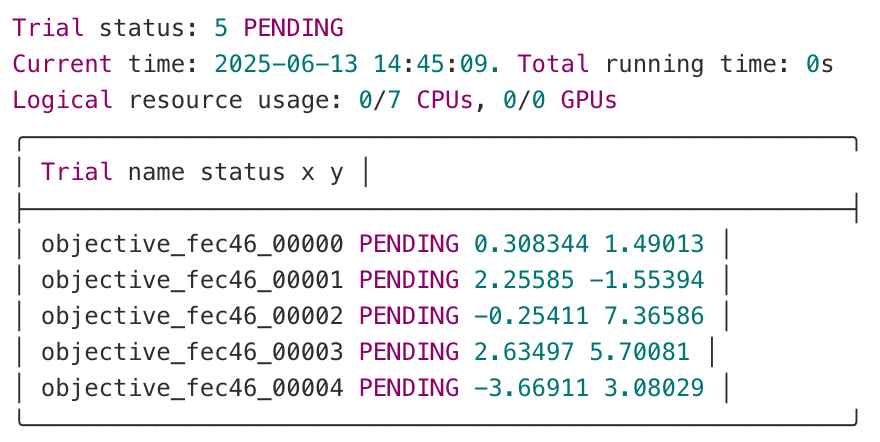 Trial status: 5 PENDING
Current time: 2025-06-13 14:45:09. Total running time: 0s
Logical resource usage: 0/7 CPUs, 0/0 GPUs
╭──────────────────────────────────────────────────────────╮
│ Trial name status x y │
├──────────────────────────────────────────────────────────┤
│ objective_fec46_00000 PENDING 0.308344 1.49013 │
│ objective_fec46_00001 PENDING 2.25585 -1.55394 │
│ objective_fec46_00002 PENDING -0.25411 7.36586 │
│ objective_fec46_00003 PENDING 2.63497 5.70081 │
│ objective_fec46_00004 PENDING -3.66911 3.08029 │
╰──────────────────────────────────────────────────────────╯